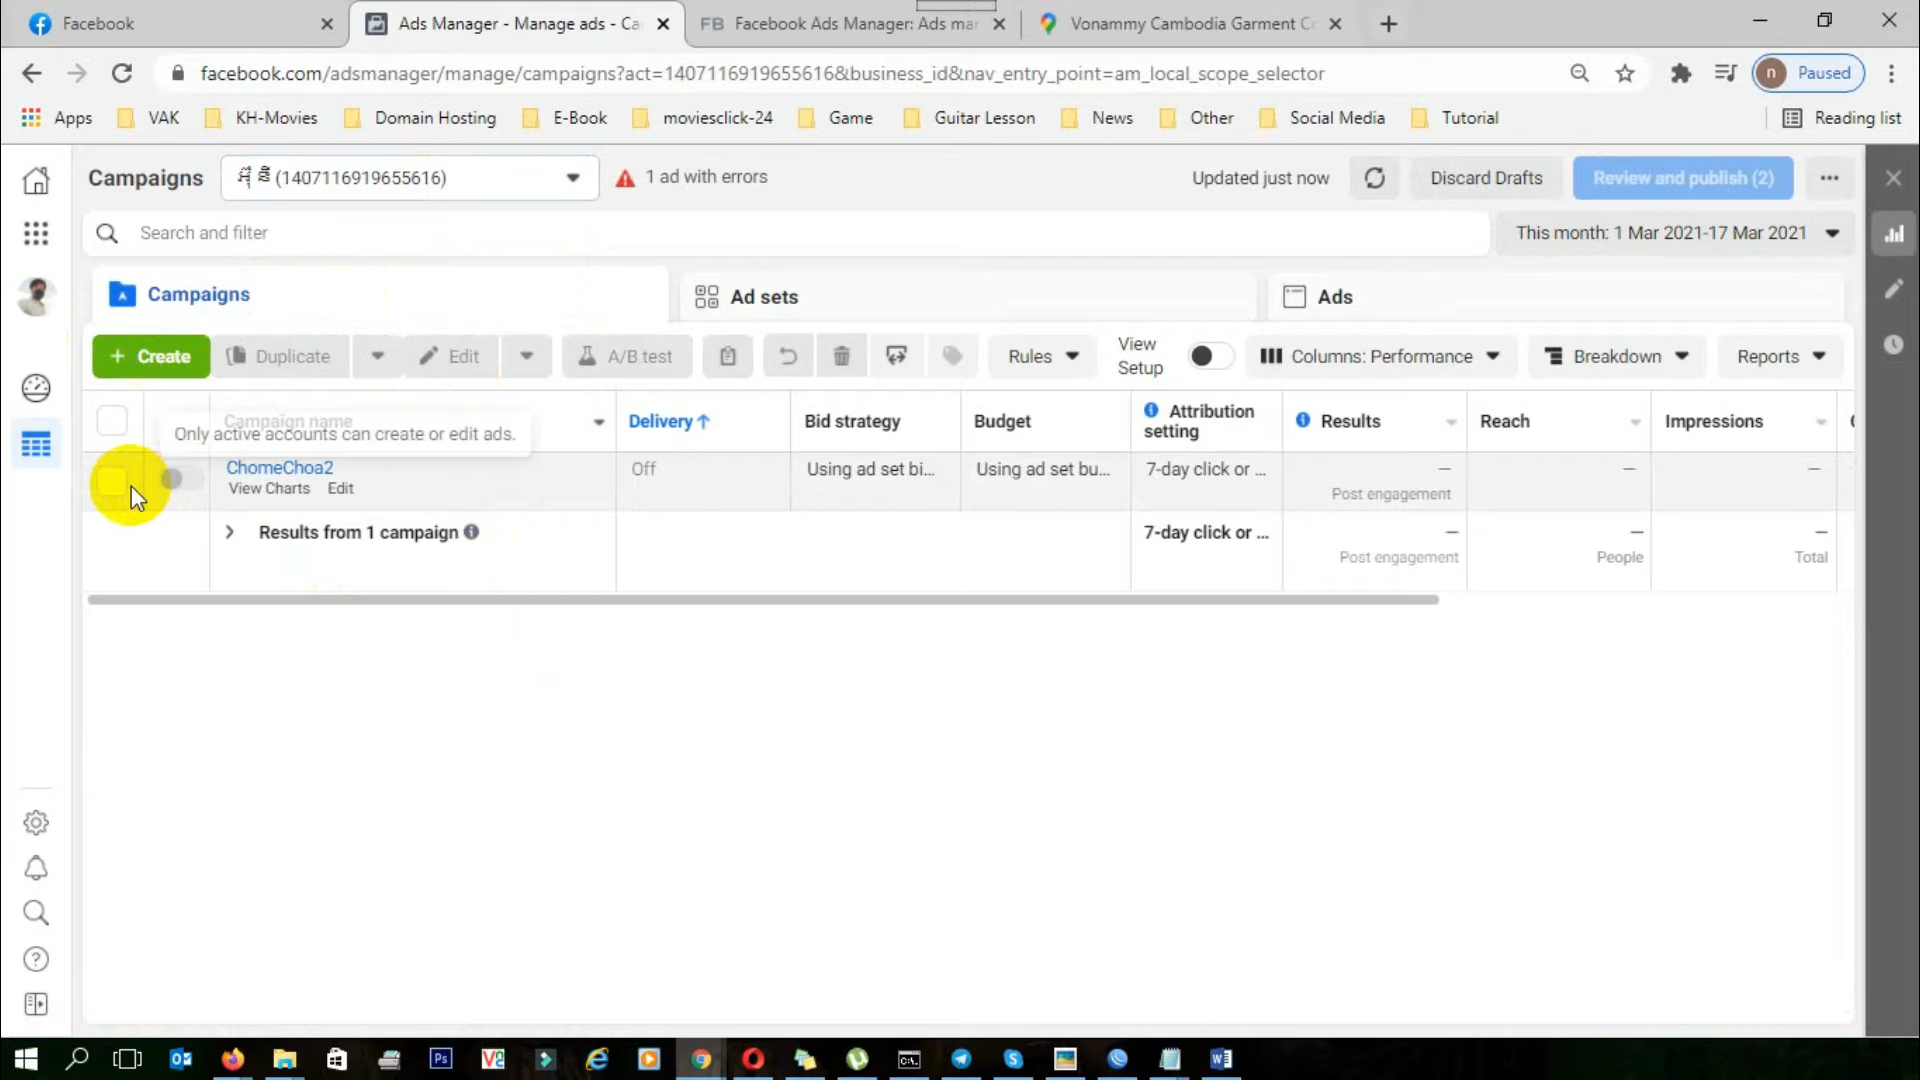 Facebook
Ads Manager - Manage ads - Ca
FB Facebook Ads Manager: Ads mar
Vonammy Cambodia Garment Co
facebook.com/adsmanager/manage/campaigns?act=1407116919655616&business_id&nav_entry_point=am_local_scope_selector
n Paused
Apps VAK KH-Movies Domain Hosting E-Book moviesclick-24 Game Guitar Lesson News Other Social Media Tutorial Reading list
Campaigns (1407116919655616) 1 ad with errors Updated just now Discard Drafts Review and publish (2)
Search and filter This month: 1 Mar 2021-17 Mar 2021
Campaigns Ad sets Ads
+ Create Duplicate Edit A/B test Rules View Setup Columns: Performance Breakdown Reports
Campaign name Delivery↑ Bid strategy Budget Attribution setting Results Reach Impressions
Only active accounts can create or edit ads.
ChomeChoa2 Off Using ad set bi... Using ad set bu... 7-day click or ... — — —
View Charts Edit Post engagement
Results from 1 campaign 7-day click or ... — — —
Post engagement People Total